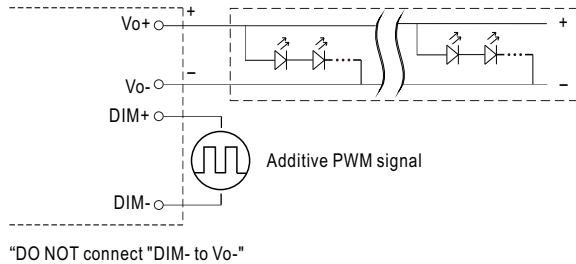 Vo+
+
+
Vo-
−
−
DIM+
Additive PWM signal
DIM-
“DO NOT connect "DIM- to Vo-"